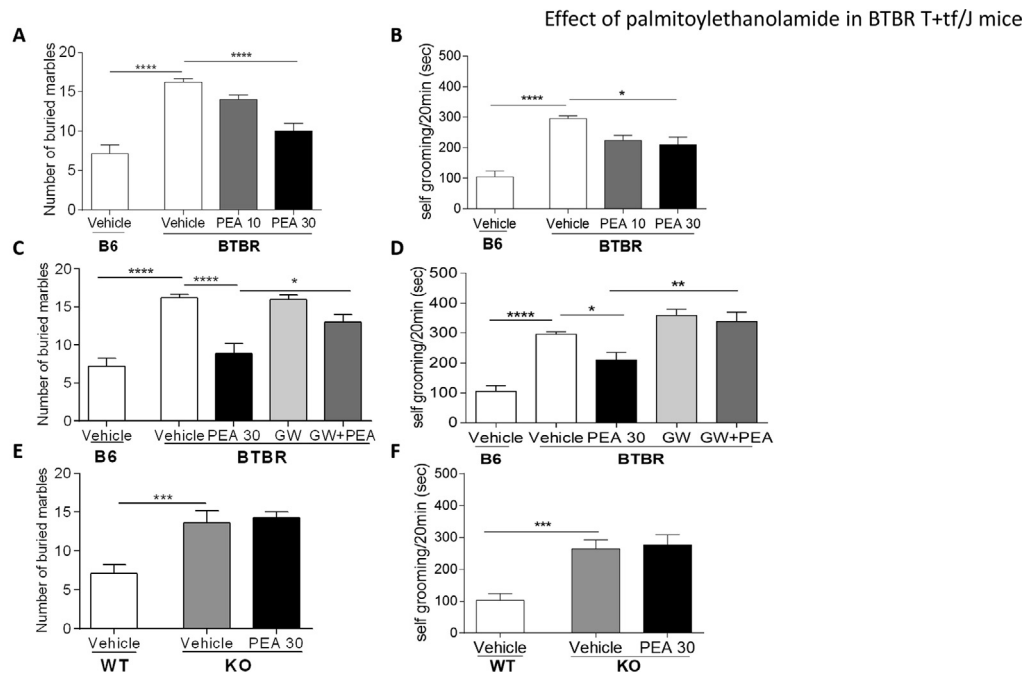 Effect of palmitoylethanolamide in BTBR T+tf/J mice
A
Number of buried marbles
20
15
10
5
0
****
****
Vehicle
Vehicle PEA 10 PEA 30
B6
BTBR
B
self grooming/20min (sec)
500
400
300
200
100
0
****
*
Vehicle
Vehicle PEA 10 PEA 30
B6
BTBR
C
Number of buried marbles
20
15
10
5
0
****
****
*
Vehicle
Vehicle PEA 30 GW GW+PEA
B6
BTBR
D
self grooming/20min (sec)
500
400
300
200
100
0
****
*
**
Vehicle
Vehicle PEA 30 GW GW+PEA
B6
BTBR
E
Number of buried marbles
20
15
10
5
0
***
Vehicle
Vehicle PEA 30
WT
KO
F
self grooming/20min (sec)
500
400
300
200
100
0
***
Vehicle
Vehicle PEA 30
WT
KO